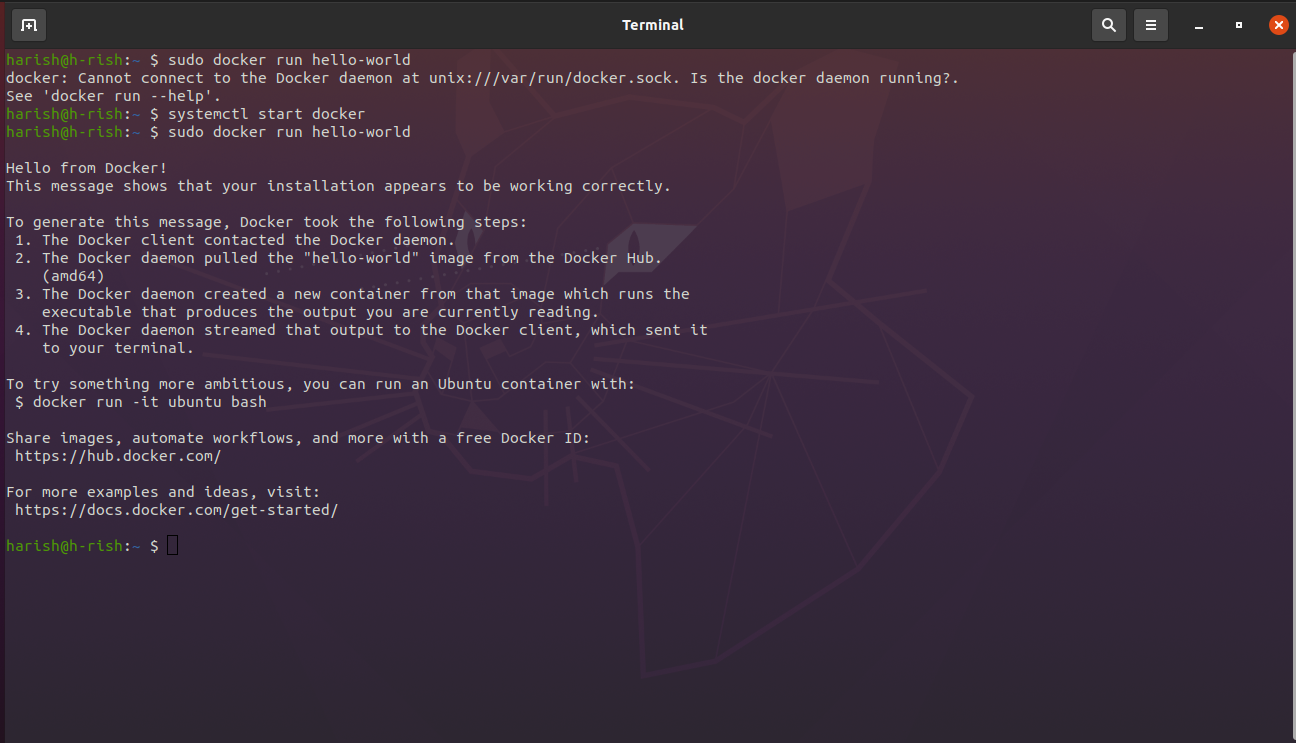 Terminal
harish@h-rish:~ $ sudo docker run hello-world
docker: Cannot connect to the Docker daemon at unix:///var/run/docker.sock. Is the docker daemon running?.
See 'docker run --help'.
harish@h-rish:~ $ systemctl start docker
harish@h-rish:~ $ sudo docker run hello-world

Hello from Docker!
This message shows that your installation appears to be working correctly.

To generate this message, Docker took the following steps:
 1. The Docker client contacted the Docker daemon.
 2. The Docker daemon pulled the "hello-world" image from the Docker Hub.
    (amd64)
 3. The Docker daemon created a new container from that image which runs the
    executable that produces the output you are currently reading.
 4. The Docker daemon streamed that output to the Docker client, which sent it
    to your terminal.

To try something more ambitious, you can run an Ubuntu container with:
 $ docker run -it ubuntu bash

Share images, automate workflows, and more with a free Docker ID:
 https://hub.docker.com/

For more examples and ideas, visit:
 https://docs.docker.com/get-started/

harish@h-rish:~ $